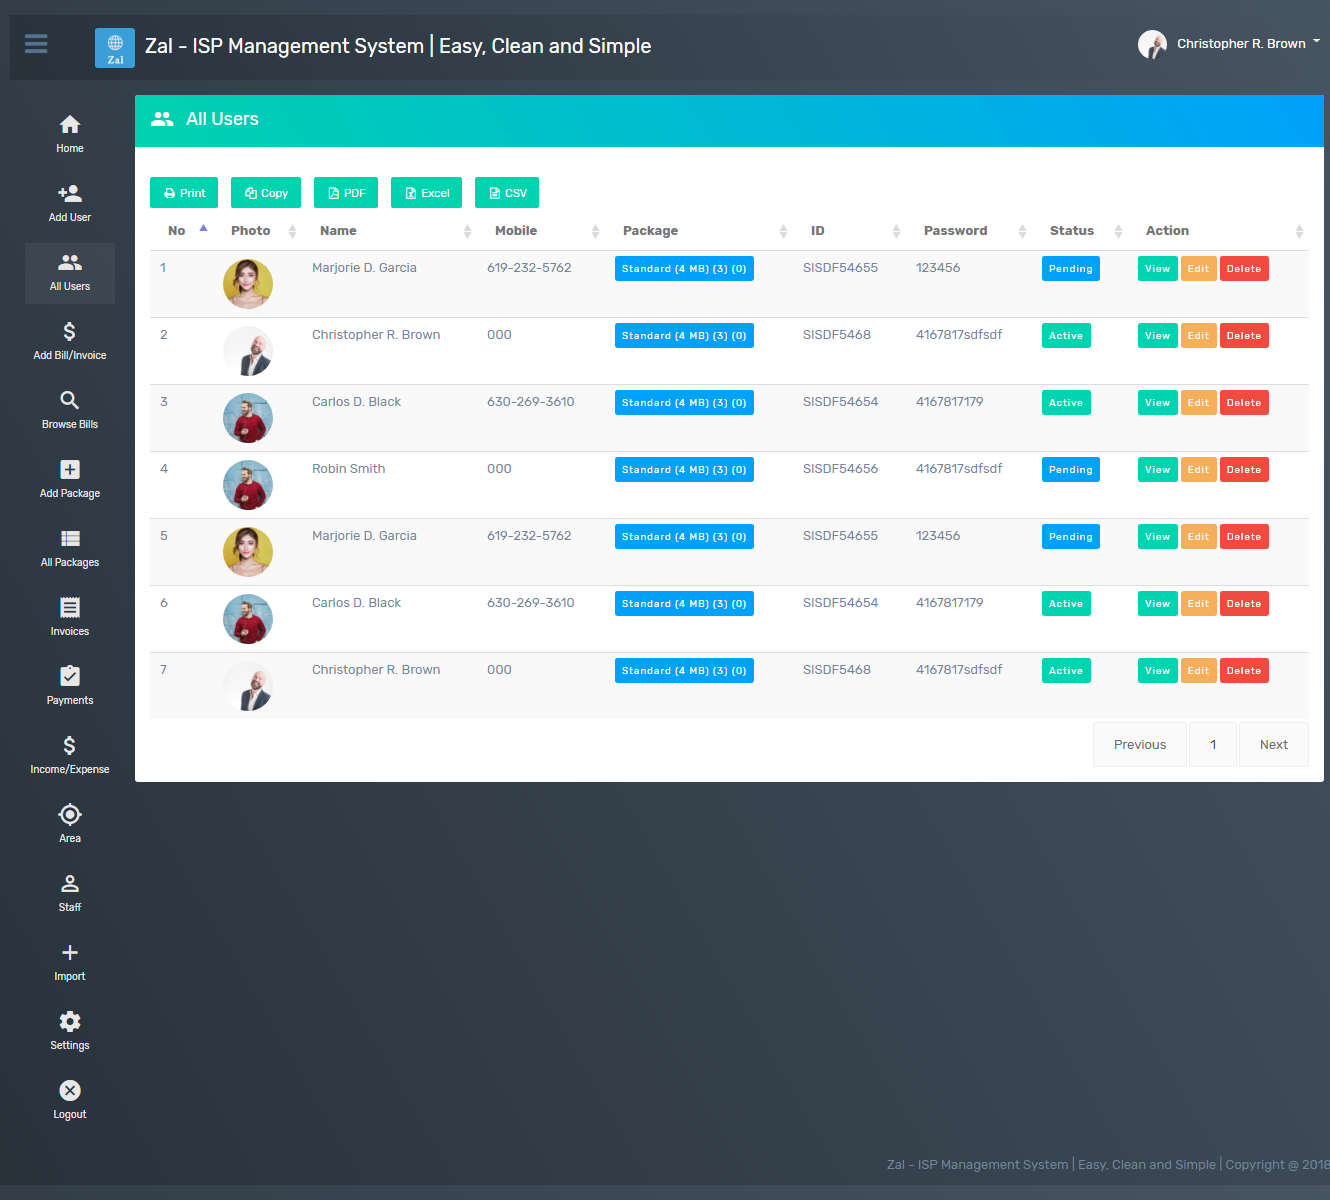 Zal
Zal - ISP Management System | Easy, Clean and Simple
Christopher R. Brown
Home
Add User
All Users
Add Bill/Invoice
Browse Bills
Add Package
All Packages
Invoices
Payments
Income/Expense
Area
Staff
Import
Settings
Logout
All Users
Print Copy PDF Excel CSV
No Photo Name Mobile Package ID Password Status Action
1 Marjorie D. Garcia 619-232-5762 Standard (4 MB) (3) (0) SISDF54655 123456 Pending View Edit Delete
2 Christopher R. Brown 000 Standard (4 MB) (3) (0) SISDF5468 4167817sdfsdf Active View Edit Delete
3 Carlos D. Black 630-269-3610 Standard (4 MB) (3) (0) SISDF54654 4167817179 Active View Edit Delete
4 Robin Smith 000 Standard (4 MB) (3) (0) SISDF54656 4167817sdfsdf Pending View Edit Delete
5 Marjorie D. Garcia 619-232-5762 Standard (4 MB) (3) (0) SISDF54655 123456 Pending View Edit Delete
6 Carlos D. Black 630-269-3610 Standard (4 MB) (3) (0) SISDF54654 4167817179 Active View Edit Delete
7 Christopher R. Brown 000 Standard (4 MB) (3) (0) SISDF5468 4167817sdfsdf Active View Edit Delete
Previous 1 Next
Zal - ISP Management System | Easy, Clean and Simple | Copyright @ 2018